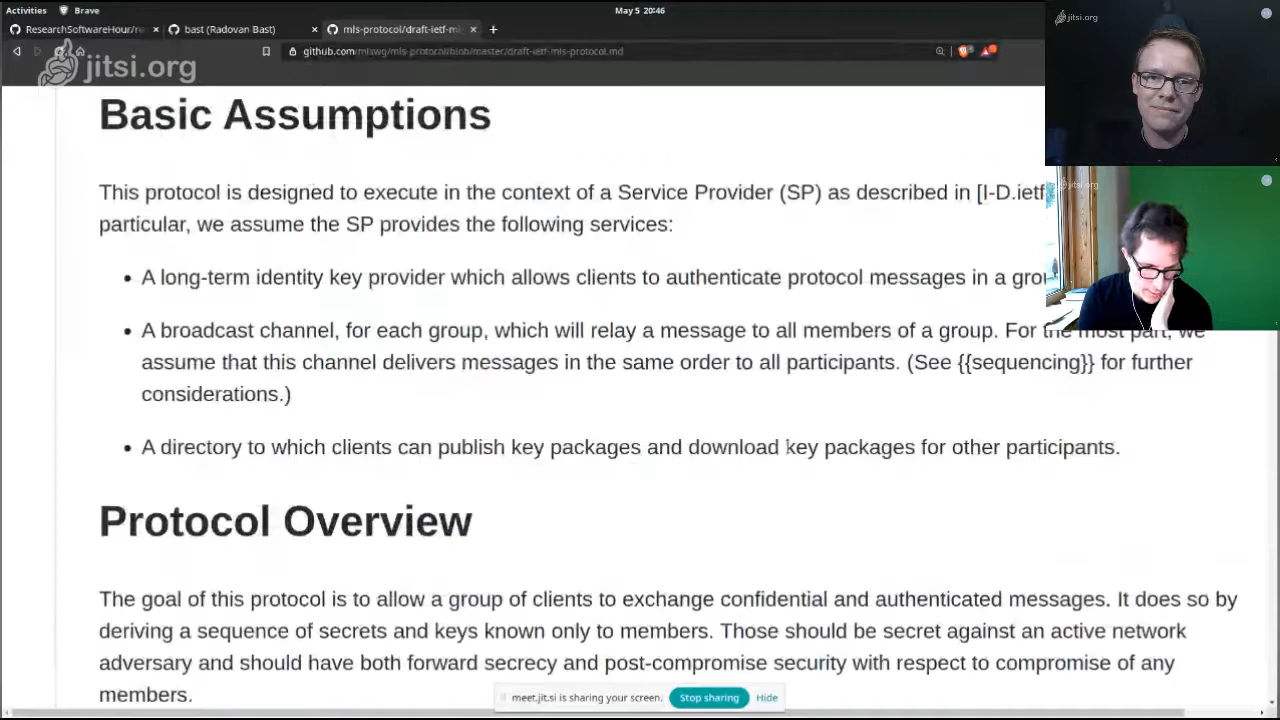 Activities
Brave
May 5 20:46
ResearchSoftwareHour/re
bast (Radovan Bast)
mls-protocol/draft-ietf-ml
github.com/mlswg/mls-protocol/blob/master/draft-ietf-mls-protocol.md
jitsi.org
jitsi.org
jitsi.org
Basic Assumptions
This protocol is designed to execute in the context of a Service Provider (SP) as described in [I-D.ietf
particular, we assume the SP provides the following services:
• A long-term identity key provider which allows clients to authenticate protocol messages in a grou
• A broadcast channel, for each group, which will relay a message to all members of a group. For the most part, we
assume that this channel delivers messages in the same order to all participants. (See {{sequencing}} for further
considerations.)
• A directory to which clients can publish key packages and download key packages for other participants.
Protocol Overview
The goal of this protocol is to allow a group of clients to exchange confidential and authenticated messages. It does so by
deriving a sequence of secrets and keys known only to members. Those should be secret against an active network
adversary and should have both forward secrecy and post-compromise security with respect to compromise of any
members.
meet.jit.si is sharing your screen.
Stop sharing
Hide